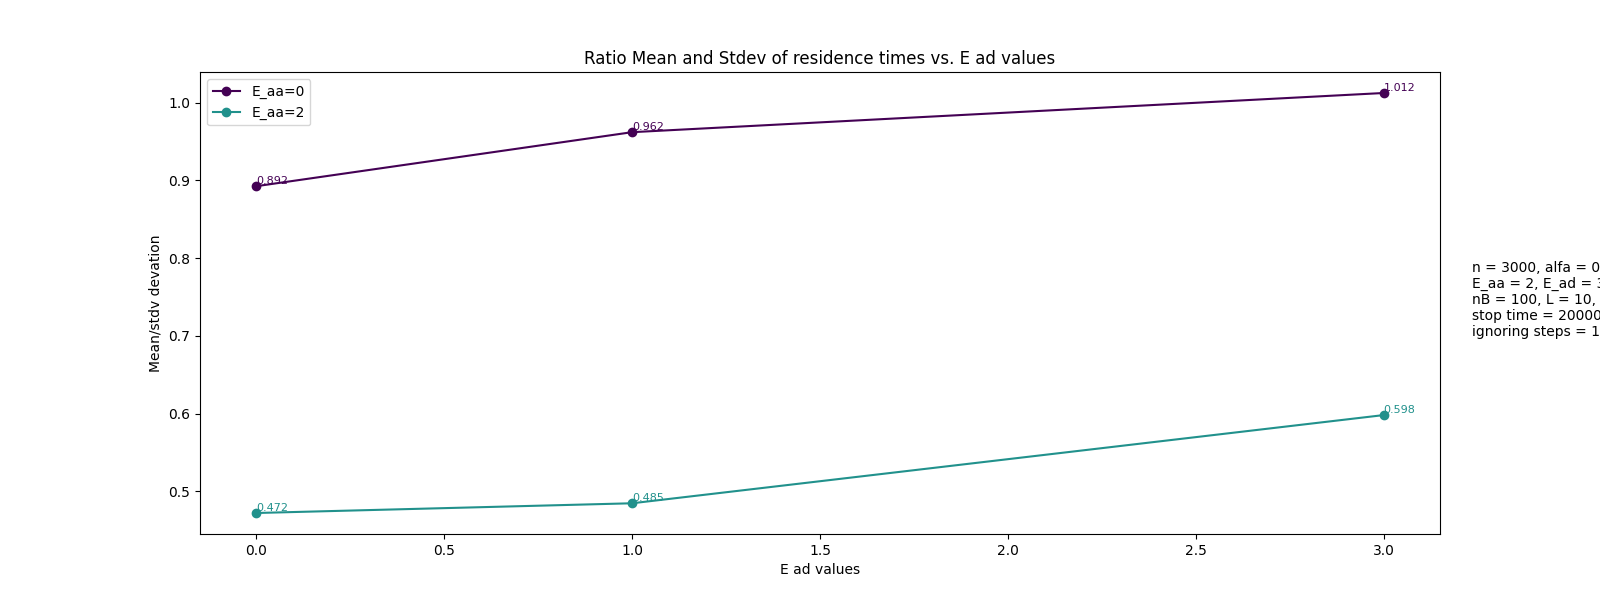 Ratio Mean and Stdev of residence times vs. E ad values
E_aa=0
E_aa=2
1.0
0.9
0.8
0.7
0.6
0.5
Mean/stdv devation
0.892
0.962
1.012
0.472
0.485
0.598
0.0
0.5
1.0
1.5
2.0
2.5
3.0
E ad values
n = 3000, alfa = 0
E_aa = 2, E_ad = 3
nB = 100, L = 10,
stop time = 20000
ignoring steps = 1